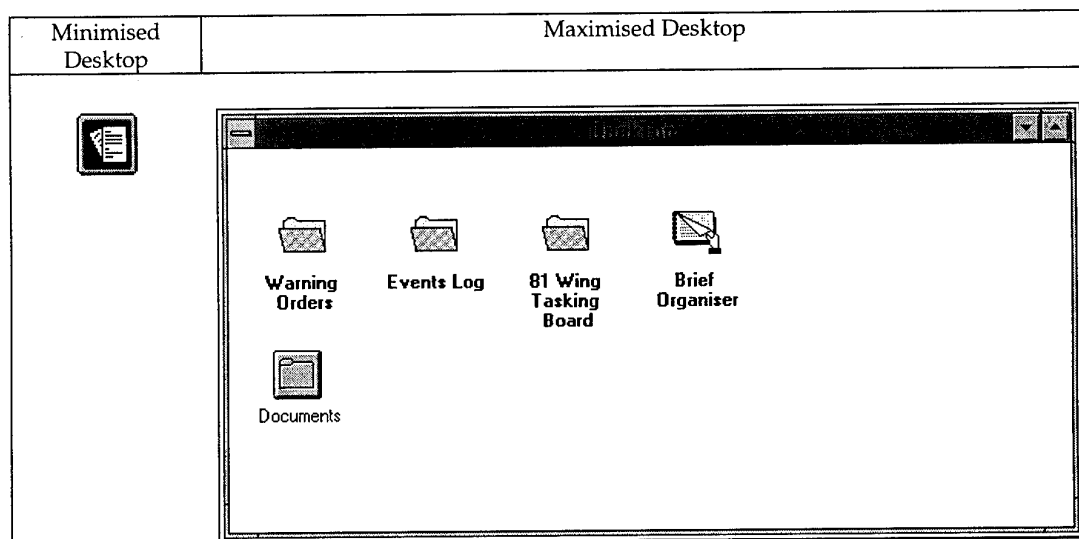 Minimised
Desktop
Maximised Desktop
Warning
Orders
Events Log
81 Wing
Tasking
Board
Brief
Organiser
Documents